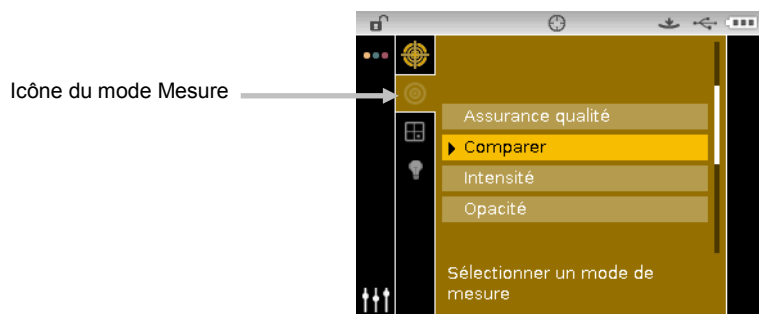 Icône du mode Mesure
Assurance qualité
Comparer
Intensité
Opacité
Sélectionner un mode de
mesure